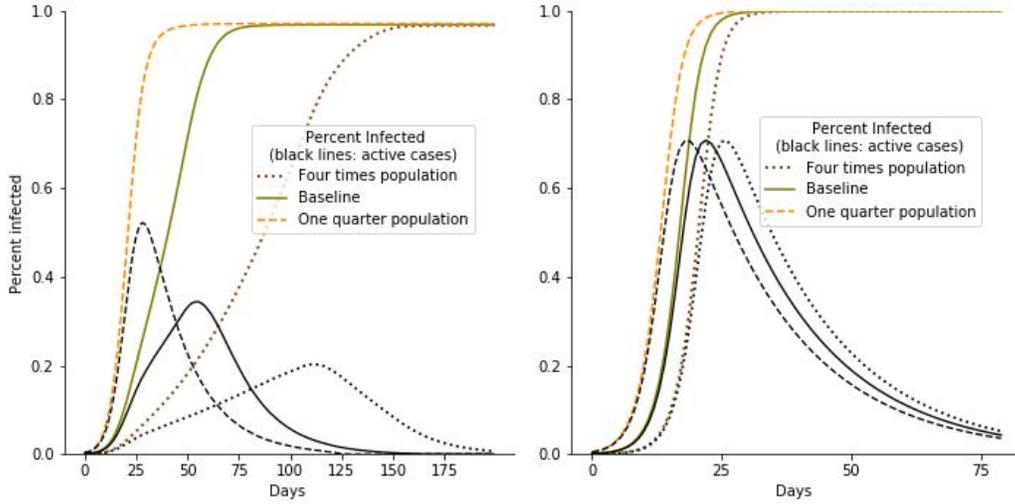 1.0
0.8
0.6
0.4
0.2
0.0
Percent infected
Percent Infected
(black lines: active cases)
Four times population
Baseline
One quarter population
0 25 50 75 100 125 150 175
Days
1.0
0.8
0.6
0.4
0.2
0.0
Percent Infected
(black lines: active cases)
Four times population
Baseline
One quarter population
0 25 50 75
Days